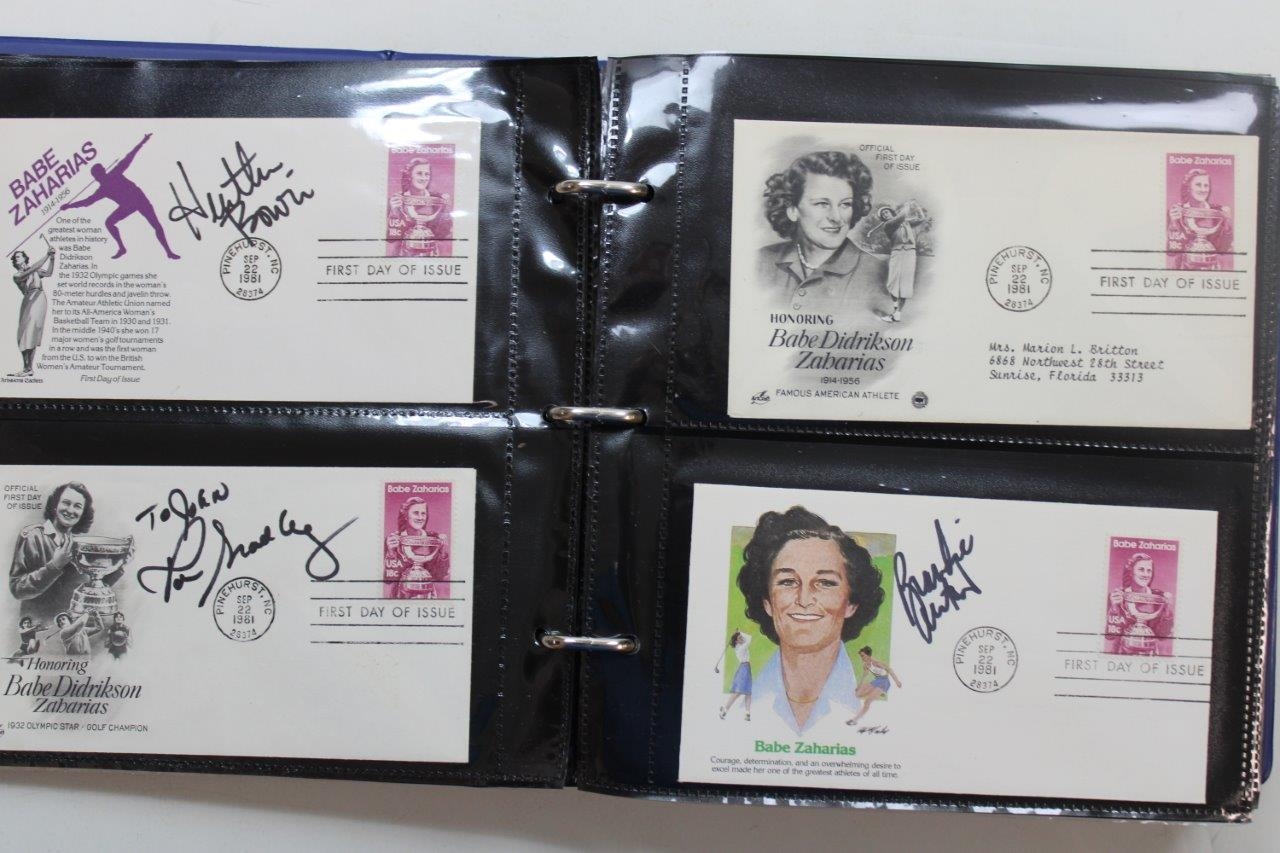 BABE
ZAHARIAS
1914-1956
One of the
greatest woman
athletes in history
was Babe
Didrikson
Zaharias. In
the 1932 Olympic games she
set world records in the woman's
80-meter hurdles and javelin throw.
The Amateur Athletic Union named
her to its All-America Woman's
Basketball Team in 1930 and 1931.
In the middle 1940's she won 17
major women's golf tournaments
in a row and was the first woman
from the U.S. to win the British
Women's Amateur Tournament.
First Day of Issue
Artmaster Cachets
PINEHURST, NC
SEP
22
1981
28374
Babe Zaharias
USA
18c
FIRST DAY OF ISSUE
OFFICIAL
FIRST DAY
OF ISSUE
HONORING
Babe Didrikson
Zaharias
1914-1956
FAMOUS AMERICAN ATHLETE
PINEHURST, NC
SEP
22
1981
28374
Babe Zaharias
USA
18c
FIRST DAY OF ISSUE
Mrs. Marion L. Britton
6868 Northwest 28th Street
Sunrise, Florida 33313
OFFICIAL
FIRST DAY
OF ISSUE
To John
Honoring
Babe Didrikson
Zaharias
1932 OLYMPIC STAR / GOLF CHAMPION
PINEHURST, NC
SEP
22
1981
28374
Babe Zaharias
USA
18c
FIRST DAY OF ISSUE
Babe Zaharias
Courage, determination, and an overwhelming desire to
excel made her one of the greatest athletes of all time.
PINEHURST, NC
SEP
22
1981
28374
Babe Zaharias
USA
18c
FIRST DAY OF ISSUE